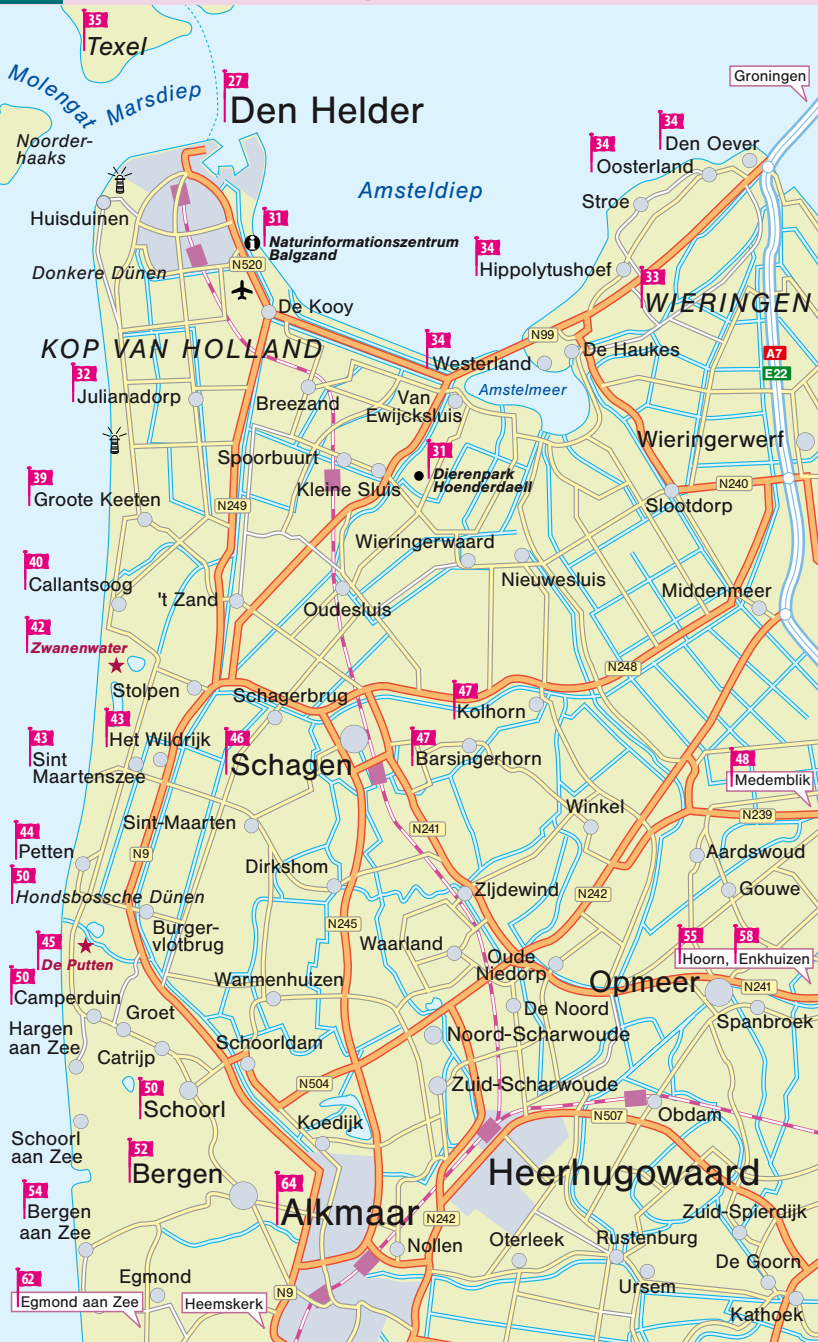 35
Texel
Molengat
Marsdiep
27
Den Helder
Groningen
Noorder-
haaks
34
Den Oever
34
Oosterland
Amsteldiep
Stroe
Huisduinen
31
Naturinformationszentrum
Balgzand
34
Hippolytushoef
Donkere Dünen
N520
33
WIERINGEN
De Kooy
KOP VAN HOLLAND
34
Westerland
N99
De Haukes
A7
E22
32
Julianadorp
Breezand
Van
Ewijcksluis
Amstelmeer
Wieringerwerf
Spoorbuurt
31
Dierenpark
Hoenderdaell
39
Groote Keeten
Kleine Sluis
N240
Slootdorp
N249
Wieringerwaard
40
Callantsoog
Nieuwesluis
't Zand
Oudesluis
Middenmeer
42
Zwanenwater
N248
Stolpen
Schagerbrug
47
Kolhorn
43
Het Wildrijk
43
Sint
Maartenszee
46
Schagen
47
Barsingerhorn
48
Medemblik
Winkel
N239
44
Petten
Sint-Maarten
N241
N9
Aardswoud
50
Hondsbossche Dünen
Dirkshorn
Zljdewind
N242
Gouwe
Burger-
vlotbrug
N245
Waarland
45
De Putten
55
Hoorn,
58
Enkhuizen
Oude
Niedorp
50
Camperduin
Warmenhuizen
Opmeer
N241
Groet
De Noord
Spanbroek
Hargen
aan Zee
Catrijp
Schoorldam
Noord-Scharwoude
N504
Zuid-Scharwoude
50
Schoorl
Koedijk
N507
Obdam
Schoorl
aan Zee
52
Bergen
Heerhugowaard
64
Alkmaar
54
Bergen
aan Zee
N242
Zuid-Spierdijk
Nollen
Oterleek
Rustenburg
De Goorn
62
Egmond aan Zee
Egmond
Heemskerk
N9
Ursem
Kathoek